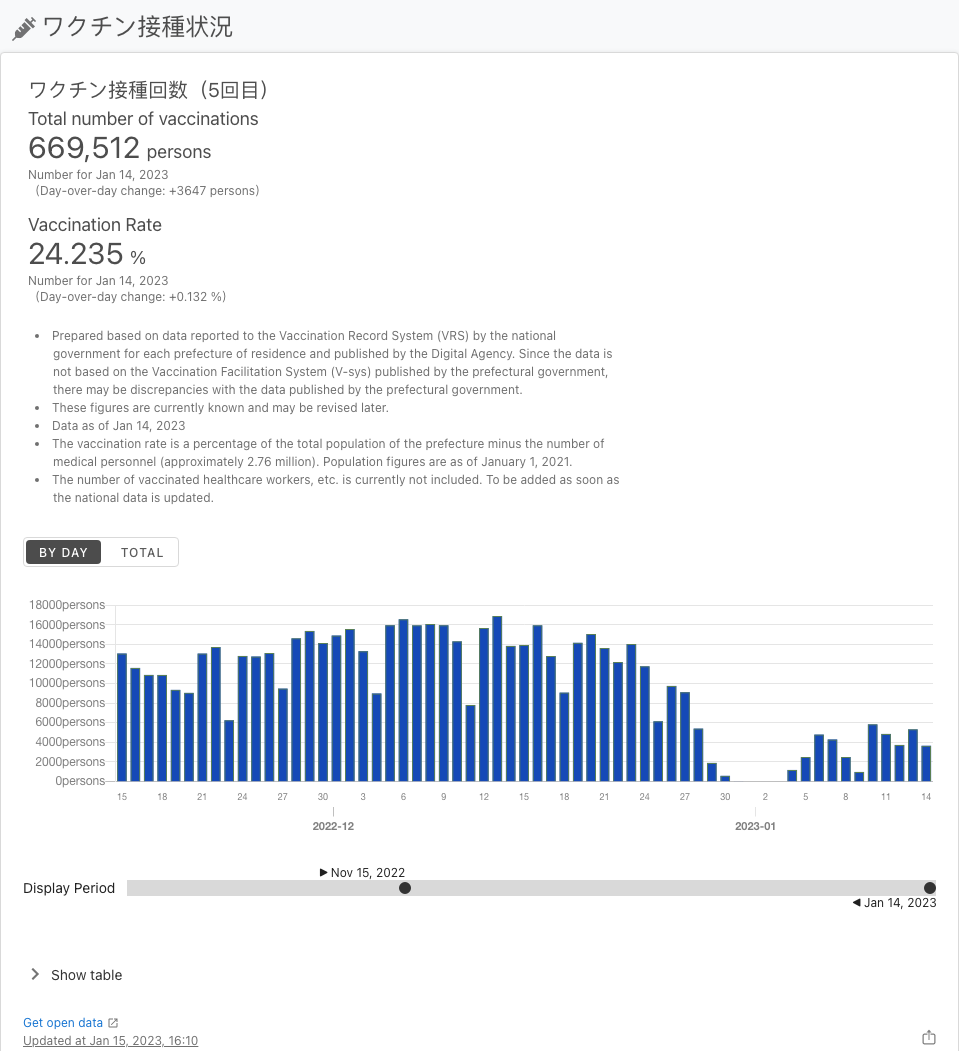 ワクチン接種状況
ワクチン接種回数（5回目）
Total number of vaccinations
669,512 persons
Number for Jan 14, 2023
(Day-over-day change: +3647 persons)
Vaccination Rate
24.235 %
Number for Jan 14, 2023
(Day-over-day change: +0.132 %)
• Prepared based on data reported to the Vaccination Record System (VRS) by the national
government for each prefecture of residence and published by the Digital Agency. Since the data is
not based on the Vaccination Facilitation System (V-sys) published by the prefectural government,
there may be discrepancies with the data published by the prefectural government.
• These figures are currently known and may be revised later.
• Data as of Jan 14, 2023
• The vaccination rate is a percentage of the total population of the prefecture minus the number of
medical personnel (approximately 2.76 million). Population figures are as of January 1, 2021.
• The number of vaccinated healthcare workers, etc. is currently not included. To be added as soon as
the national data is updated.
BY DAY TOTAL
18000persons
16000persons
14000persons
12000persons
10000persons
8000persons
6000persons
4000persons
2000persons
0persons
15 18 21 24 27 30 3 6 9 12 15 18 21 24 27 30 2 5 8 11 14
2022-12 2023-01
Nov 15, 2022
Display Period
Jan 14, 2023
Show table
Get open data
Updated at Jan 15, 2023, 16:10